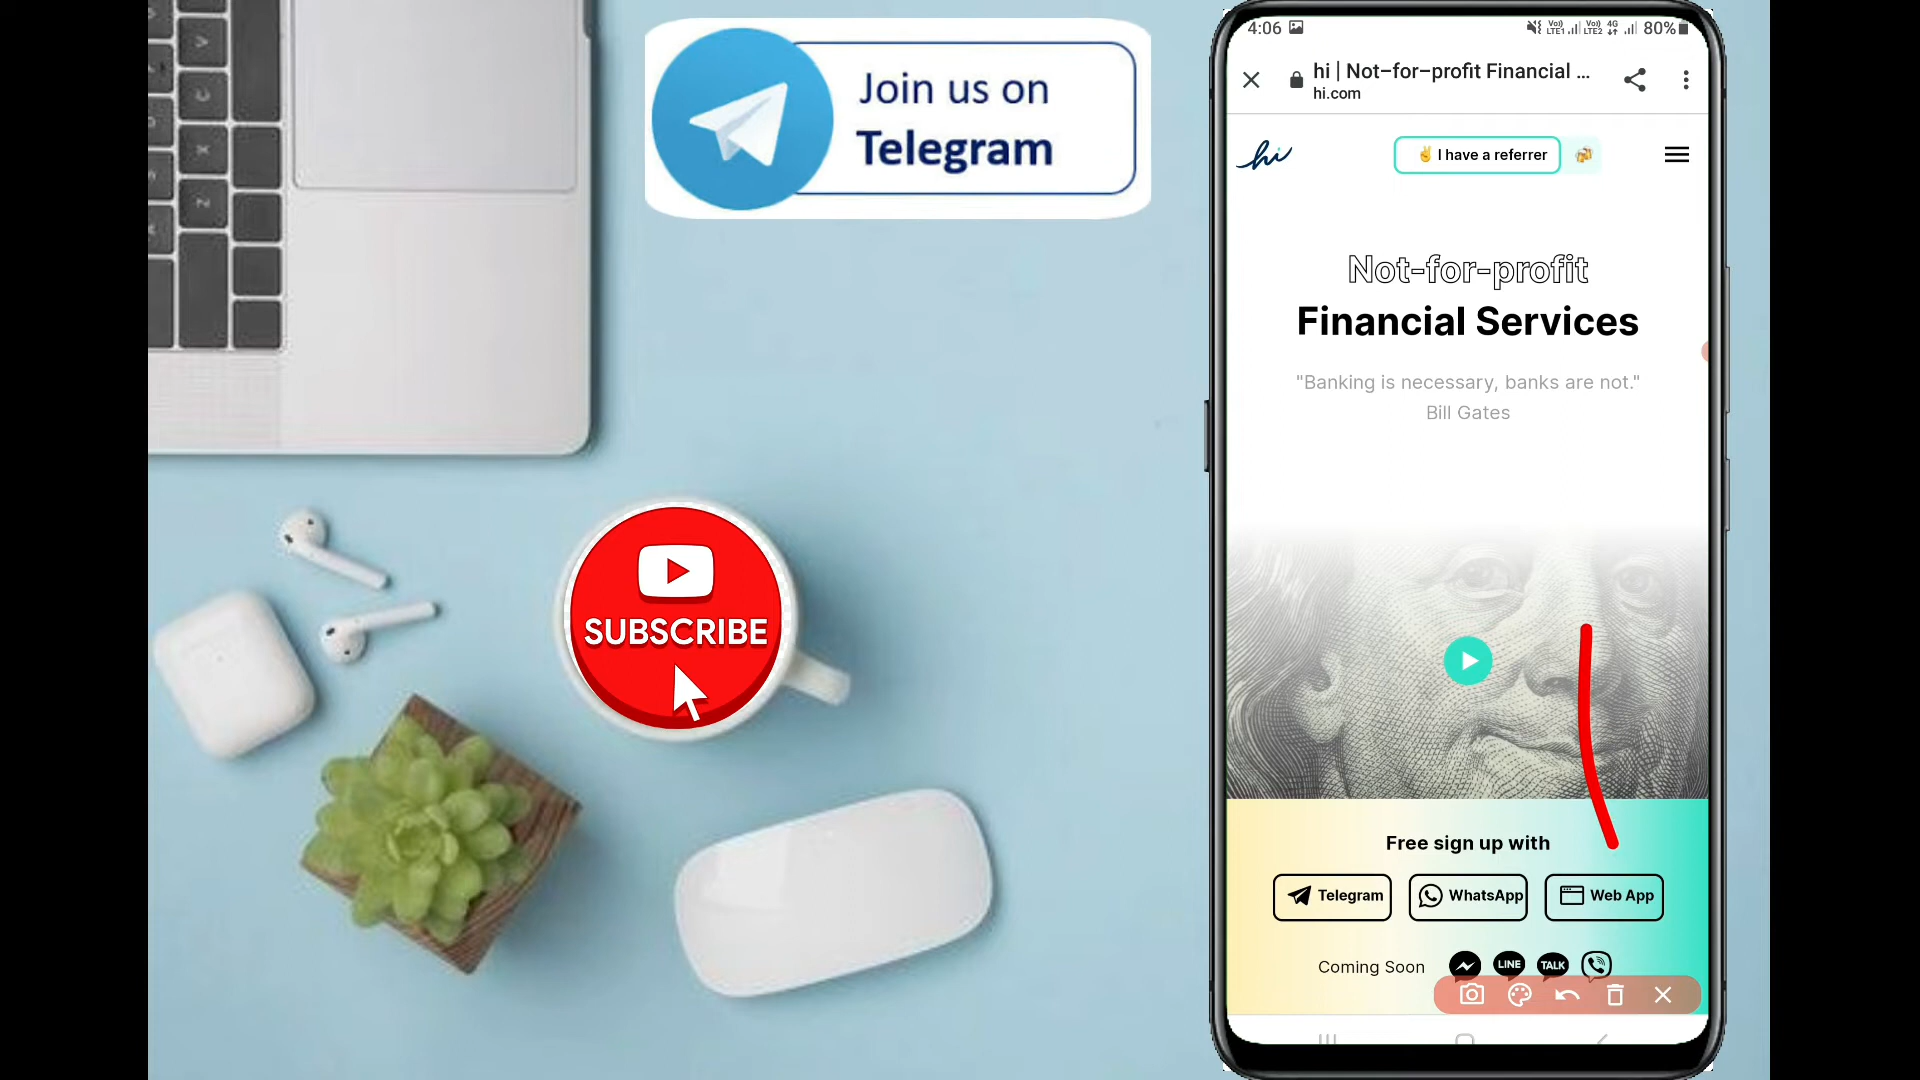 Join us on
Telegram
SUBSCRIBE
4:06
80%
hi | Not-for-profit Financial ...
hi.com
hi
✌ I have a referrer
Not-for-profit
Financial Services
"Banking is necessary, banks are not."
Bill Gates
Free sign up with
Telegram
WhatsApp
Web App
Coming Soon
LINE
TALK